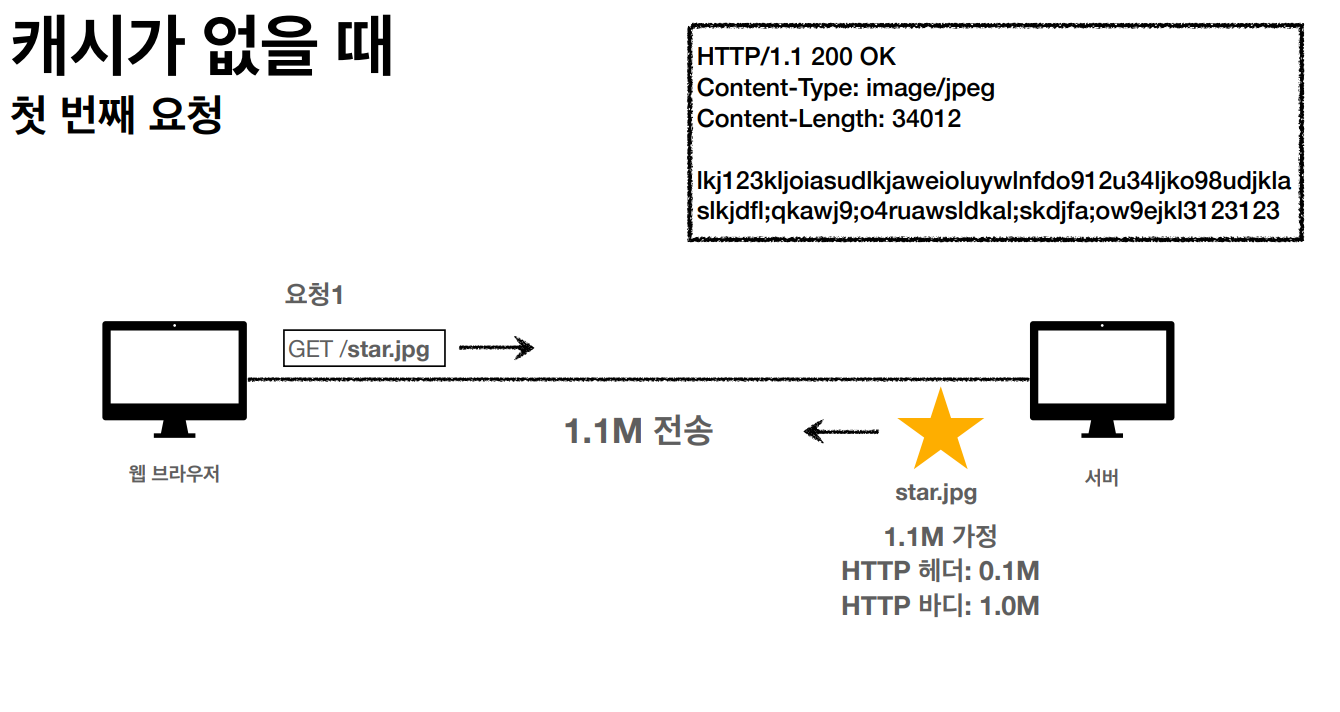 캐시가 없을 때
첫 번째 요청
HTTP/1.1 200 OK
Content-Type: image/jpeg
Content-Length: 34012
lkj123kljoiasudlkjaweioluywlnfdo912u34ljko98udjkla
slkjdfl;qkawj9;o4ruawsldkal;skdjfa;ow9ejkl3123123
요청1
GET /star.jpg
1.1M 전송
웹 브라우저
서버
star.jpg
1.1M 가정
HTTP 헤더: 0.1M
HTTP 바디: 1.0M